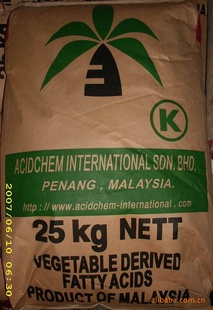 K
ACIDCHEM INTERNATIONAL SDN. BHD.
PENANG, MALAYSIA.
http://www.acidchem-international.com
25 kg NETT
VEGETABLE DERIVED
FATTY ACIDS
PRODUCT OF MALAYSIA
2007/06/10 06:30
alibaba.com.cn